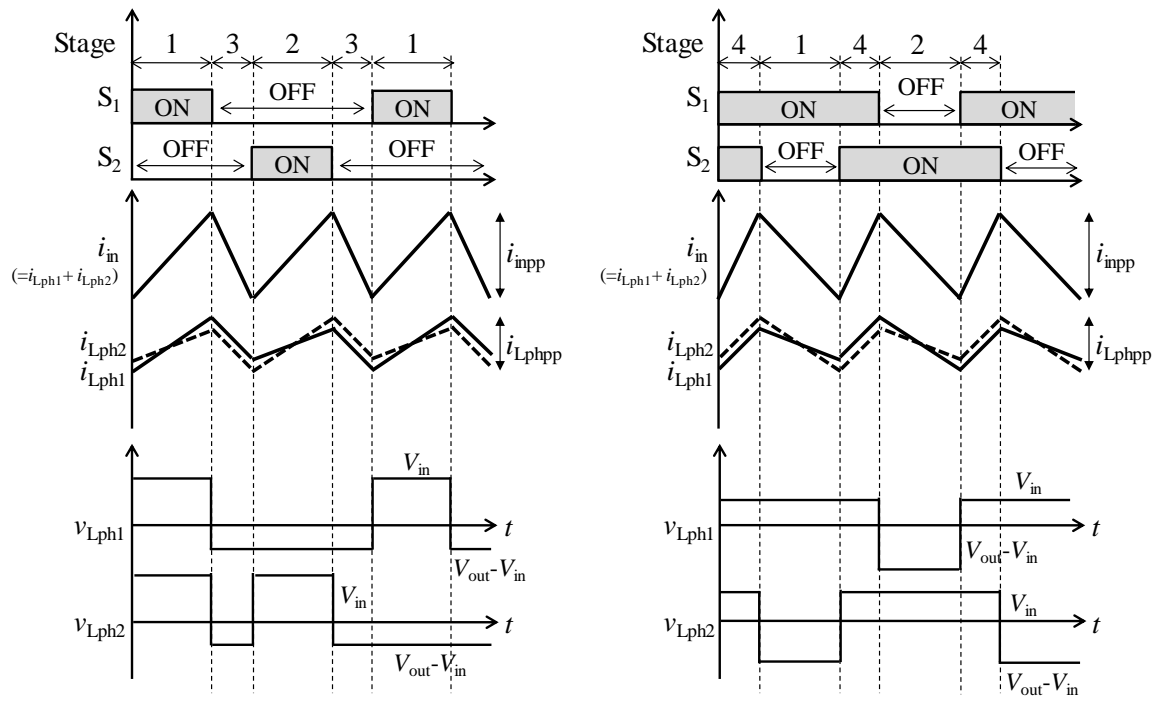 Stage 1 3 2 3 1
S1 ON OFF ON
S2 OFF ON OFF
iin
(=iLph1+ iLph2)
iinpp
iLph2
iLph1
iLphpp
Vin
vLph1
t
Vout-Vin
Vin
vLph2
t
Vout-Vin
Stage 4 1 4 2 4
S1 ON OFF ON
S2 OFF ON OFF
iin
(=iLph1+ iLph2)
iinpp
iLph2
iLph1
iLphpp
Vin
vLph1
t
Vout-Vin
Vin
vLph2
t
Vout-Vin